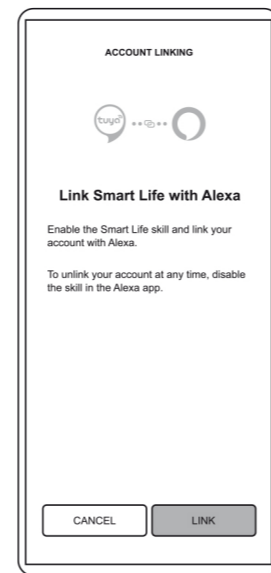 ACCOUNT LINKING
tuya
Link Smart Life with Alexa
Enable the Smart Life skill and link your
account with Alexa.
To unlink your account at any time, disable
the skill in the Alexa app.
CANCEL LINK